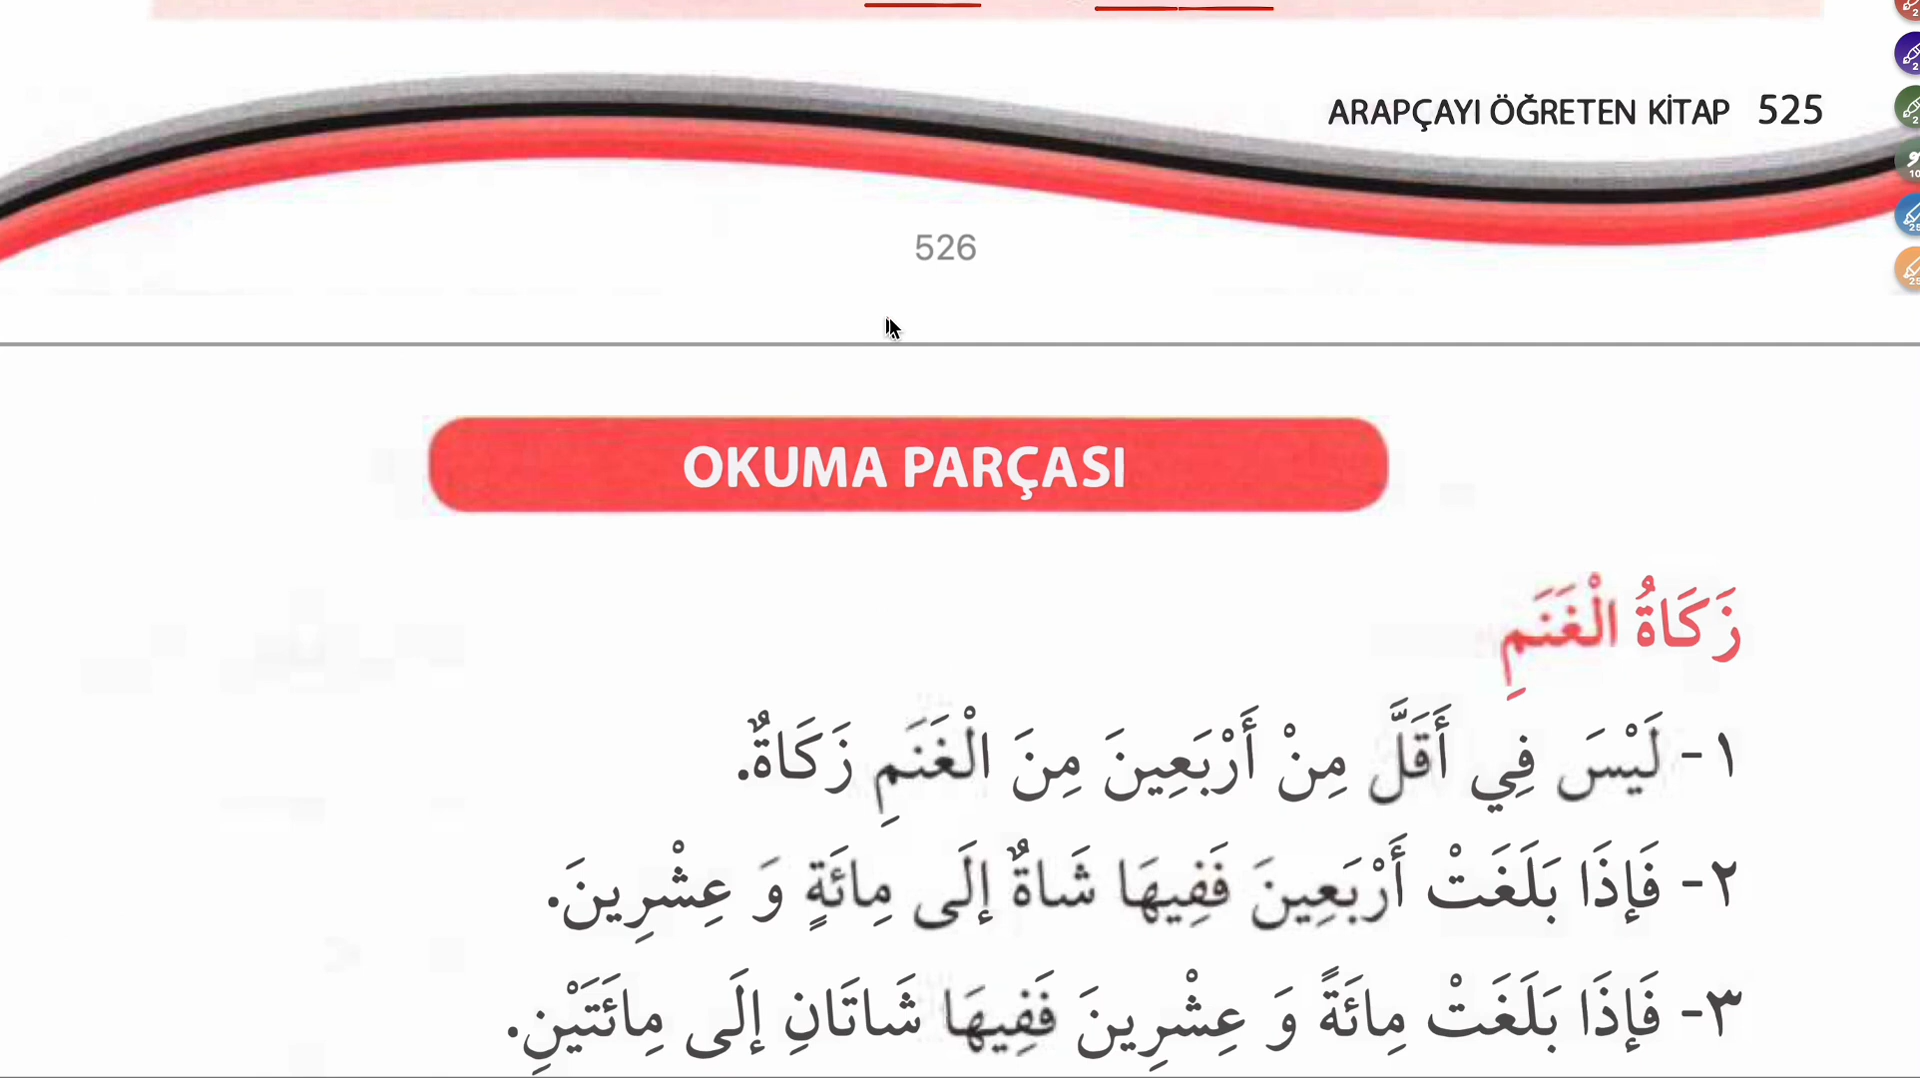 ARAPÇAYI ÖĞRETEN KİTAP 525
526
OKUMA PARÇASI
زَكَاةُ الْغَنَمِ
١- لَيْسَ فِي أَقَلَّ مِنْ أَرْبَعِينَ مِنَ الْغَنَمِ زَكَاةٌ.
٢- فَإِذَا بَلَغَتْ أَرْبَعِينَ فَفِيهَا شَاةٌ إِلَى مِائَةٍ وَ عِشْرِينَ.
٣- فَإِذَا بَلَغَتْ مِائَةً وَ عِشْرِينَ فَفِيهَا شَاتَانِ إِلَى مِائَتَيْنِ.